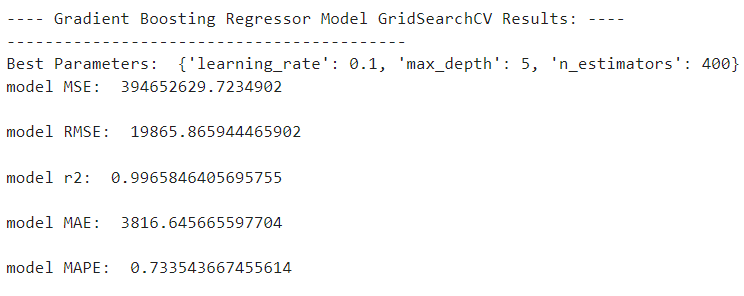 ---- Gradient Boosting Regressor Model GridSearchCV Results: ----
------------------------------------------
Best Parameters:  {'learning_rate': 0.1, 'max_depth': 5, 'n_estimators': 400}
model MSE:  394652629.7234902
model RMSE:  19865.865944465902
model r2:  0.9965846405695755
model MAE:  3816.645665597704
model MAPE:  0.733543667455614